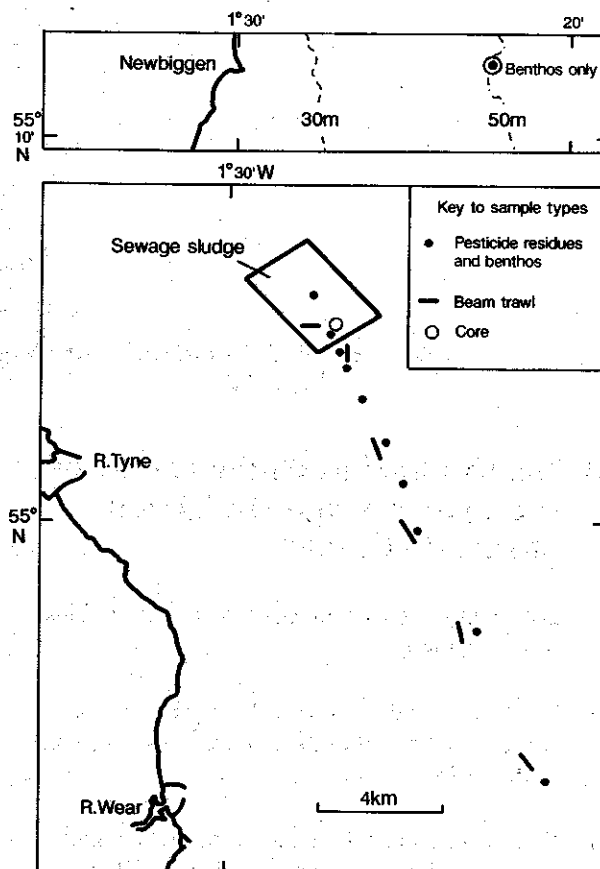 1°30'
20'
Newbiggen
Benthos only
55°
10'
N
30m
50m
1°30'W
Key to sample types
Pesticide residues
and benthos
Beam trawl
Core
Sewage sludge
R.Tyne
55°
N
R.Wear
4km